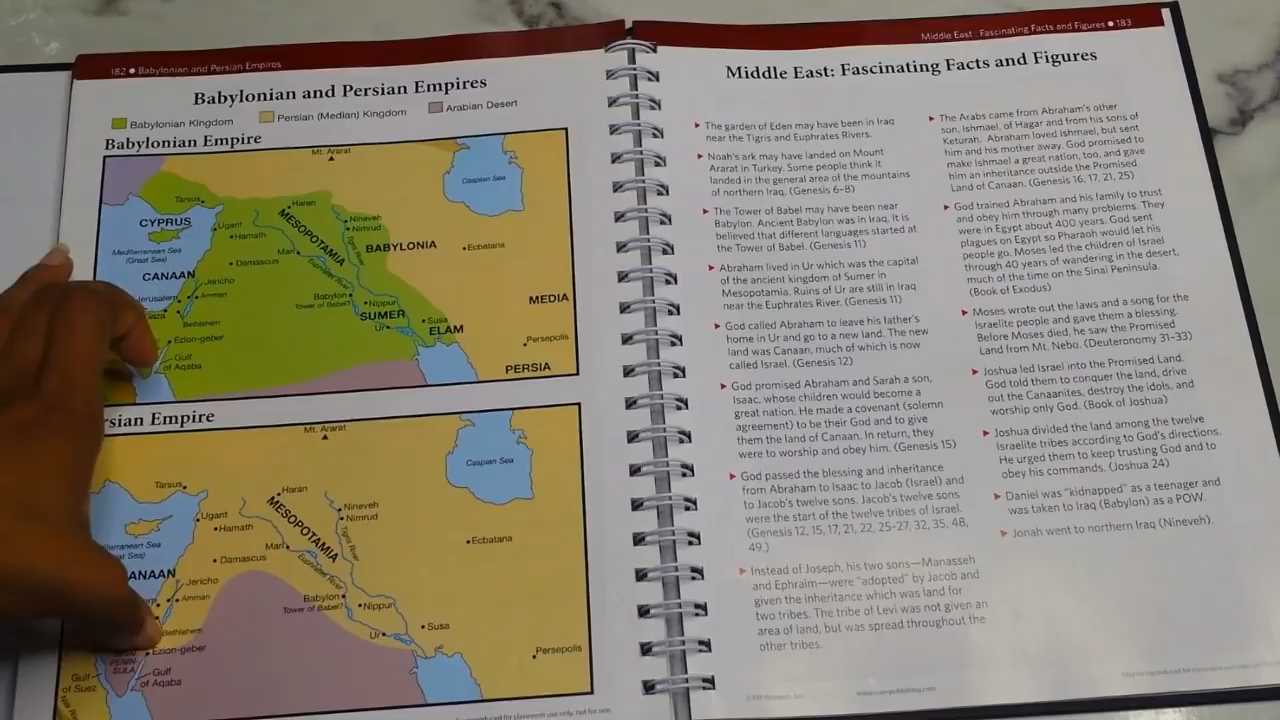 182 ● Babylonian and Persian Empires
Babylonian and Persian Empires
Babylonian Kingdom
Persian (Median) Kingdom
Arabian Desert
Babylonian Empire
Mt. Ararat
Caspian Sea
Tarsus
Haran
CYPRUS
Ugarit
Nineveh
Nimrud
MESOPOTAMIA
Hamath
Mediterranean Sea
(Great Sea)
Mari
Tigris River
BABYLONIA
Ecbatana
Damascus
Euphrates River
CANAAN
Jericho
Jerusalem
Amman
Babylon
Tower of Babel?
Nippur
MEDIA
Gaza
Bethlehem
SUMER
Ur
Susa
ELAM
Ezion-geber
Persepolis
Gulf
of Aqaba
PERSIA
rsian Empire
Mt. Ararat
Caspian Sea
Tarsus
Haran
MESOPOTAMIA
Nineveh
Nimrud
Ugarit
Hamath
Tigris River
Ecbatana
iterranean Sea
at Sea)
Mari
Damascus
Euphrates River
ANAAN
Jericho
Amman
Babylon
Tower of Babel?
Nippur
Bethlehem
Ur
Susa
Ezion-geber
Persepolis
PENIN-
SULA
Gulf
of Suez
Gulf
of Aqaba
Middle East: Fascinating Facts and Figures ● 183
Middle East: Fascinating Facts and Figures
The garden of Eden may have been in Iraq
near the Tigris and Euphrates Rivers.
Noah's ark may have landed on Mount
Ararat in Turkey. Some people think it
landed in the general area of the mountains
of northern Iraq. (Genesis 6–8)
The Tower of Babel may have been near
Babylon. Ancient Babylon was in Iraq. It is
believed that different languages started at
the Tower of Babel. (Genesis 11)
Abraham lived in Ur which was the capital
of the ancient kingdom of Sumer in
Mesopotamia. Ruins of Ur are still in Iraq
near the Euphrates River. (Genesis 11)
God called Abraham to leave his father's
home in Ur and go to a new land. The new
land was Canaan, much of which is now
called Israel. (Genesis 12)
God promised Abraham and Sarah a son,
Isaac, whose children would become a
great nation. He made a covenant (solemn
agreement) to be their God and to give
them the land of Canaan. In return, they
were to worship and obey him. (Genesis 15)
God passed the blessing and inheritance
from Abraham to Isaac to Jacob (Israel) and
to Jacob's twelve sons. Jacob's twelve sons
were the start of the twelve tribes of Israel.
(Genesis 12, 15, 17, 21, 22, 25–27, 32, 35, 48,
49.)
Instead of Joseph, his two sons—Manasseh
and Ephraim—were "adopted" by Jacob and
given the inheritance which was land for
two tribes. The tribe of Levi was not given an
area of land, but was spread throughout the
other tribes.
The Arabs came from Abraham's other
son, Ishmael, of Hagar and from his sons of
Keturah. Abraham loved Ishmael, but sent
him and his mother away. God promised to
make Ishmael a great nation, too, and gave
him an inheritance outside the Promised
Land of Canaan. (Genesis 16, 17, 21, 25)
God trained Abraham and his family to trust
and obey him through many problems. They
were in Egypt about 400 years. God sent
plagues on Egypt so Pharaoh would let his
people go. Moses led the children of Israel
through 40 years of wandering in the desert,
much of the time on the Sinai Peninsula.
(Book of Exodus)
Moses wrote out the laws and a song for the
Israelite people and gave them a blessing.
Before Moses died, he saw the Promised
Land from Mt. Nebo. (Deuteronomy 31–33)
Joshua led Israel into the Promised Land.
God told them to conquer the land, drive
out the Canaanites, destroy the idols, and
worship only God. (Book of Joshua)
Joshua divided the land among the twelve
Israelite tribes according to God's directions.
He urged them to keep trusting God and to
obey his commands. (Joshua 24)
Daniel was "kidnapped" as a teenager and
was taken to Iraq (Babylon) as a POW.
Jonah went to northern Iraq (Nineveh).